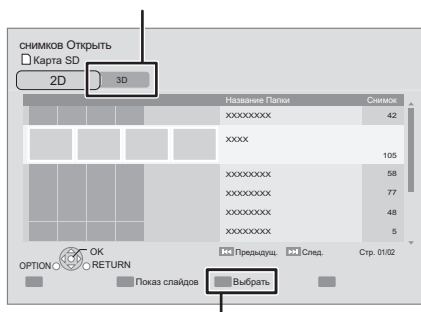 снимков Открыть
Карта SD
2D 3D
Название Папки Снимок
xxxxxxxx 42
xxxx
105
xxxxxxxx 58
xxxxxxxx 77
xxxxxxxx 48
xxxxxxxx 5
OK
OPTION RETURN
Предыдущ. След. Стр. 01/02
Показ слайдов Выбрать